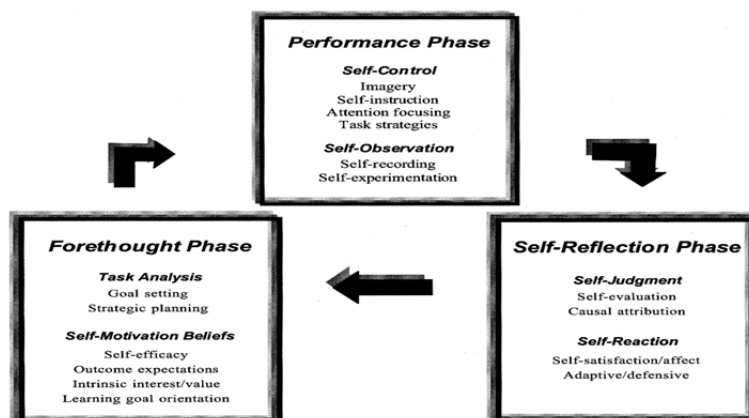 Performance Phase
Self-Control
Imagery
Self-instruction
Attention focusing
Task strategies
Self-Observation
Self-recording
Self-experimentation
Forethought Phase
Task Analysis
Goal setting
Strategic planning
Self-Motivation Beliefs
Self-efficacy
Outcome expectations
Intrinsic interest/value
Learning goal orientation
Self-Reflection Phase
Self-Judgment
Self-evaluation
Causal attribution
Self-Reaction
Self-satisfaction/affect
Adaptive/defensive